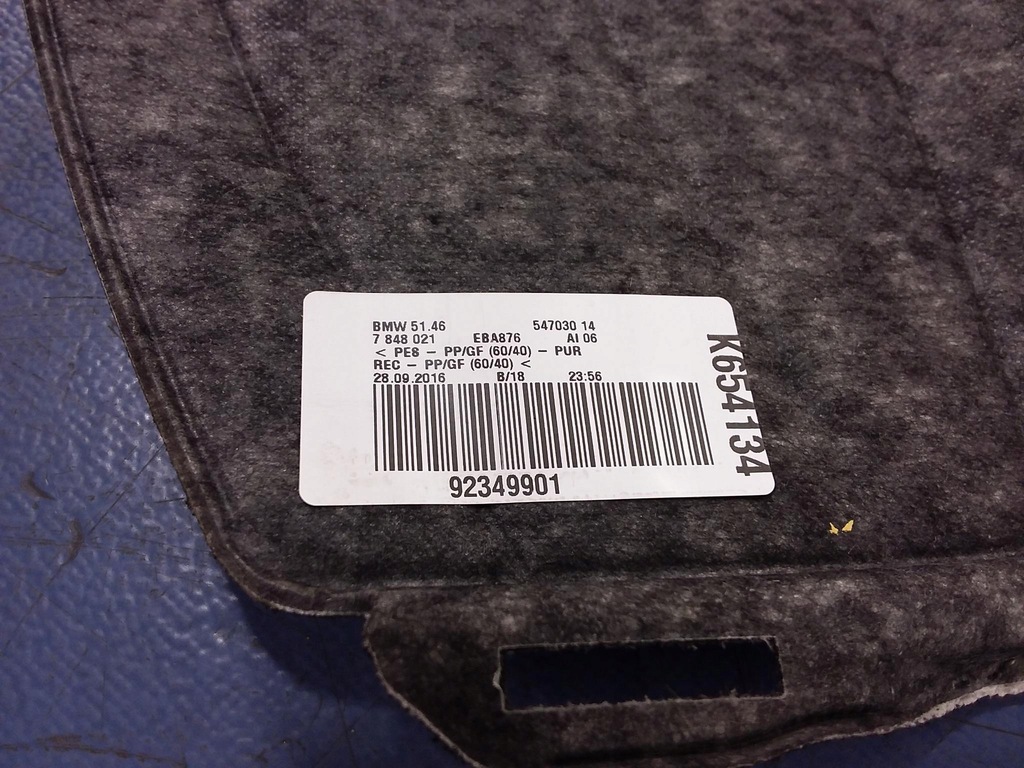 BMW 51.46 547030 14
7 848 021 EBA876 AI 06
< PE8 - PP/GF (60/40) - PUR
REC - PP/GF (60/40) <
28.09.2016 B/18 23:56
92349901
K654134